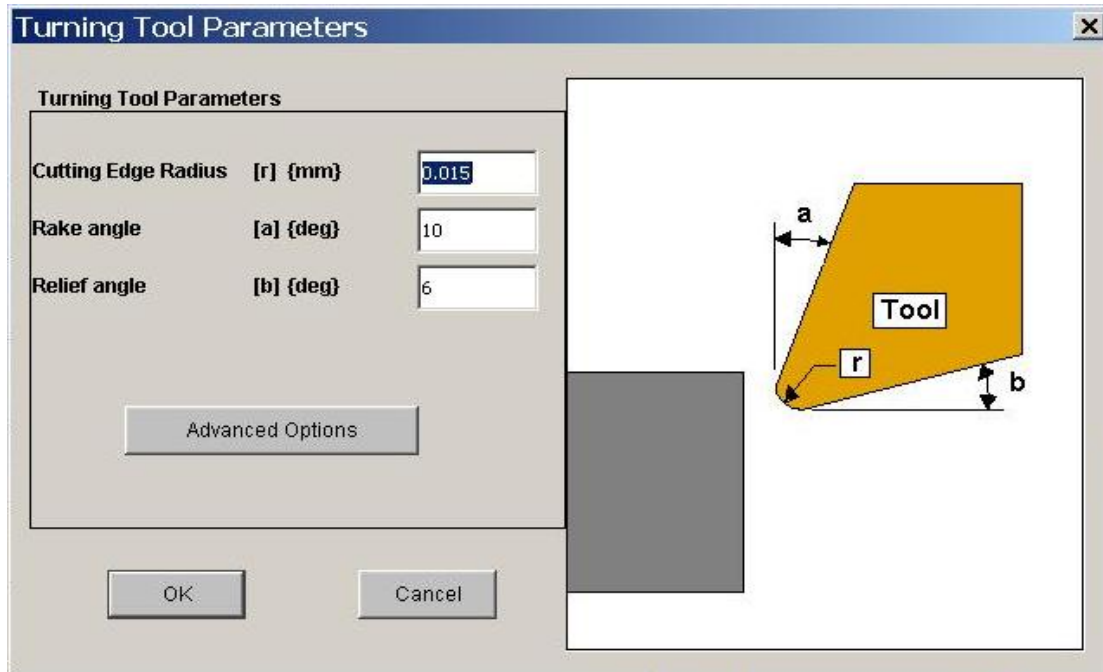 Turning Tool Parameters
Turning Tool Parameters
Cutting Edge Radius [r] {mm} 0.015
Rake angle [a] {deg} 10
Relief angle [b] {deg} 6
Advanced Options
OK Cancel
a
Tool
r
b